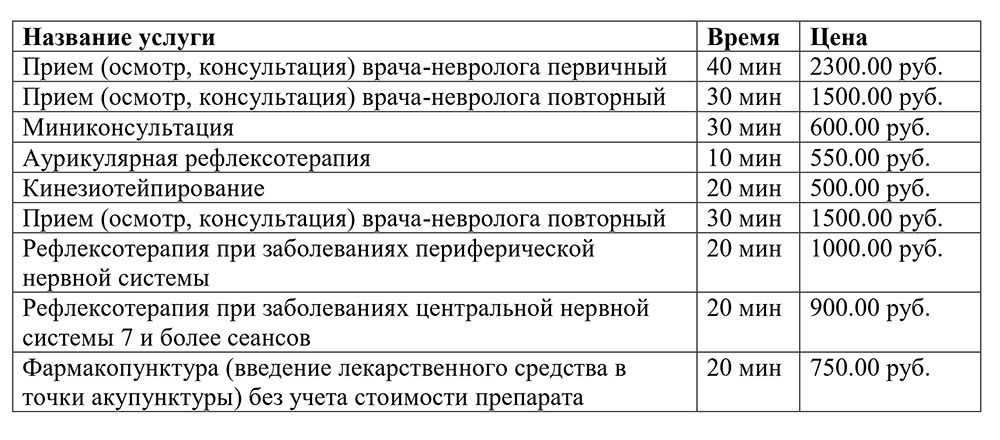 Название услуги Время Цена
Прием (осмотр, консультация) врача-невролога первичный 40 мин 2300.00 руб.
Прием (осмотр, консультация) врача-невролога повторный 30 мин 1500.00 руб.
Миниконсультация 30 мин 600.00 руб.
Аурикулярная рефлексотерапия 10 мин 550.00 руб.
Кинезиотейпирование 20 мин 500.00 руб.
Прием (осмотр, консультация) врача-невролога повторный 30 мин 1500.00 руб.
Рефлексотерапия при заболеваниях периферической 20 мин 1000.00 руб.
нервной системы
Рефлексотерапия при заболеваниях центральной нервной 20 мин 900.00 руб.
системы 7 и более сеансов
Фармакопунктура (введение лекарственного средства в 20 мин 750.00 руб.
точки акупунктуры) без учета стоимости препарата